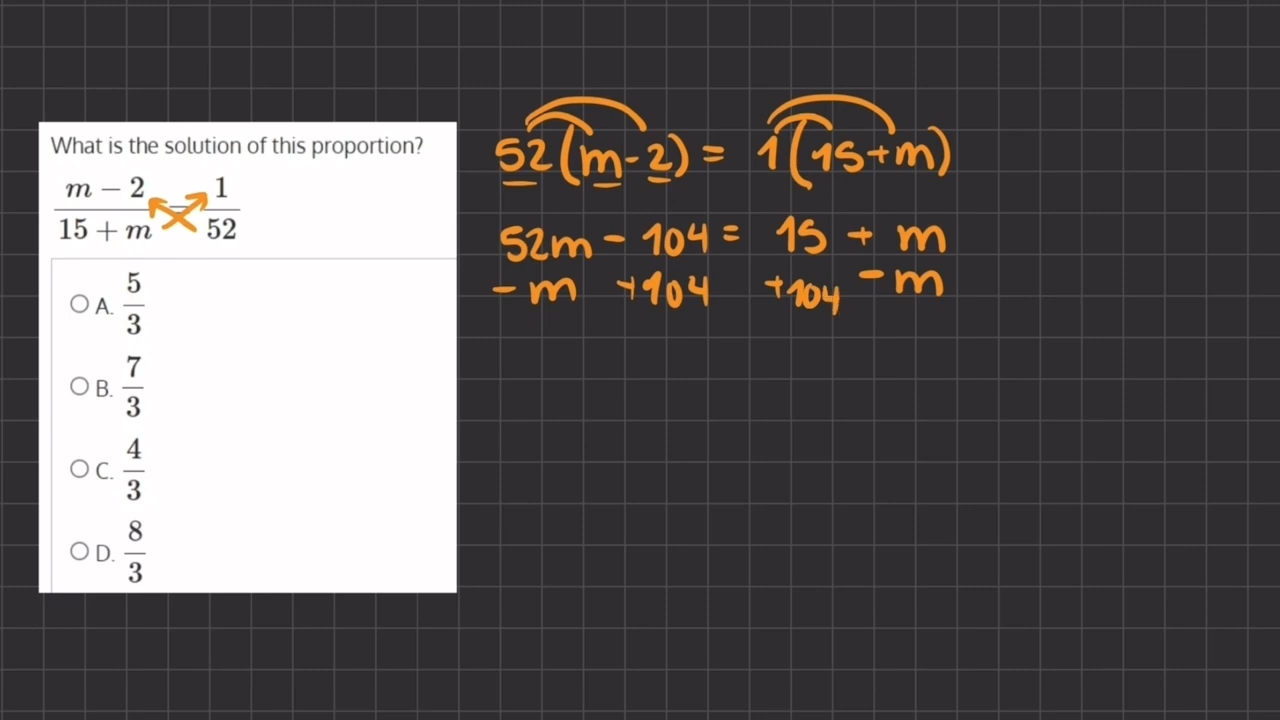 What is the solution of this proportion?
m − 2 / 15 + m = 1 / 52
A. 5/3
B. 7/3
C. 4/3
D. 8/3
52(m-2) = 1(15+m)
52m - 104 = 15 + m
- m +104 +104 - m